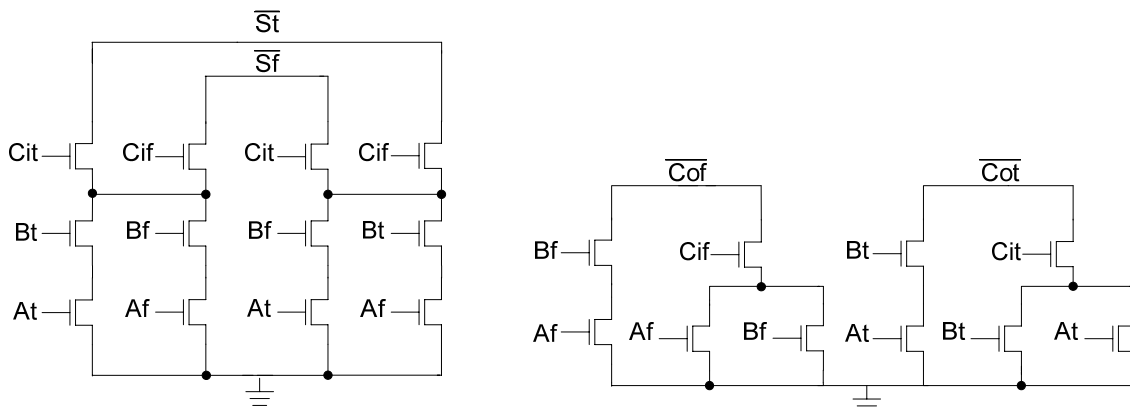 St
Sf
Cit Cif Cit Cif
Bt Bf Bf Bt
At Af At Af
Cof Cot
Bf Cif Bt Cit
Af Af Bf At Bt At